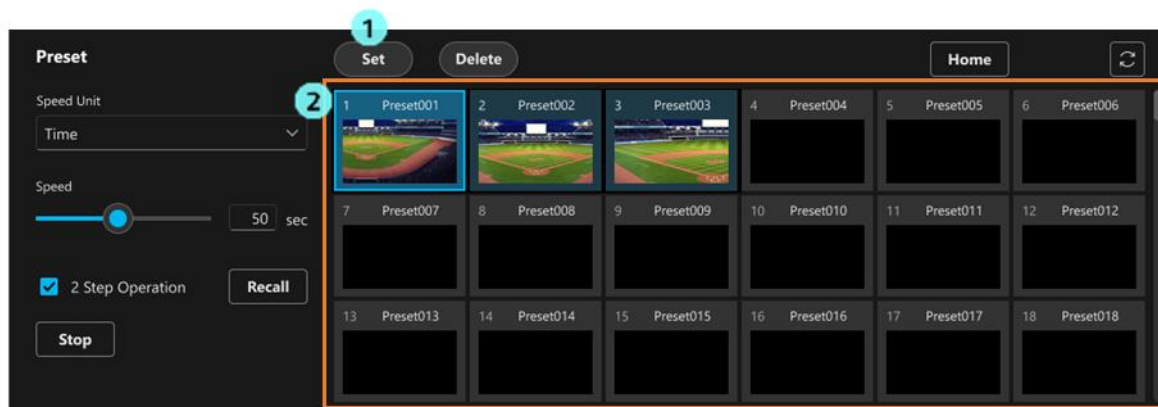 1
Preset
Set
Delete
Home
Speed Unit
Time
Speed
50 sec
2 Step Operation
Recall
Stop
2
1 Preset001
2 Preset002
3 Preset003
4 Preset004
5 Preset005
6 Preset006
7 Preset007
8 Preset008
9 Preset009
10 Preset010
11 Preset011
12 Preset012
13 Preset013
14 Preset014
15 Preset015
16 Preset016
17 Preset017
18 Preset018